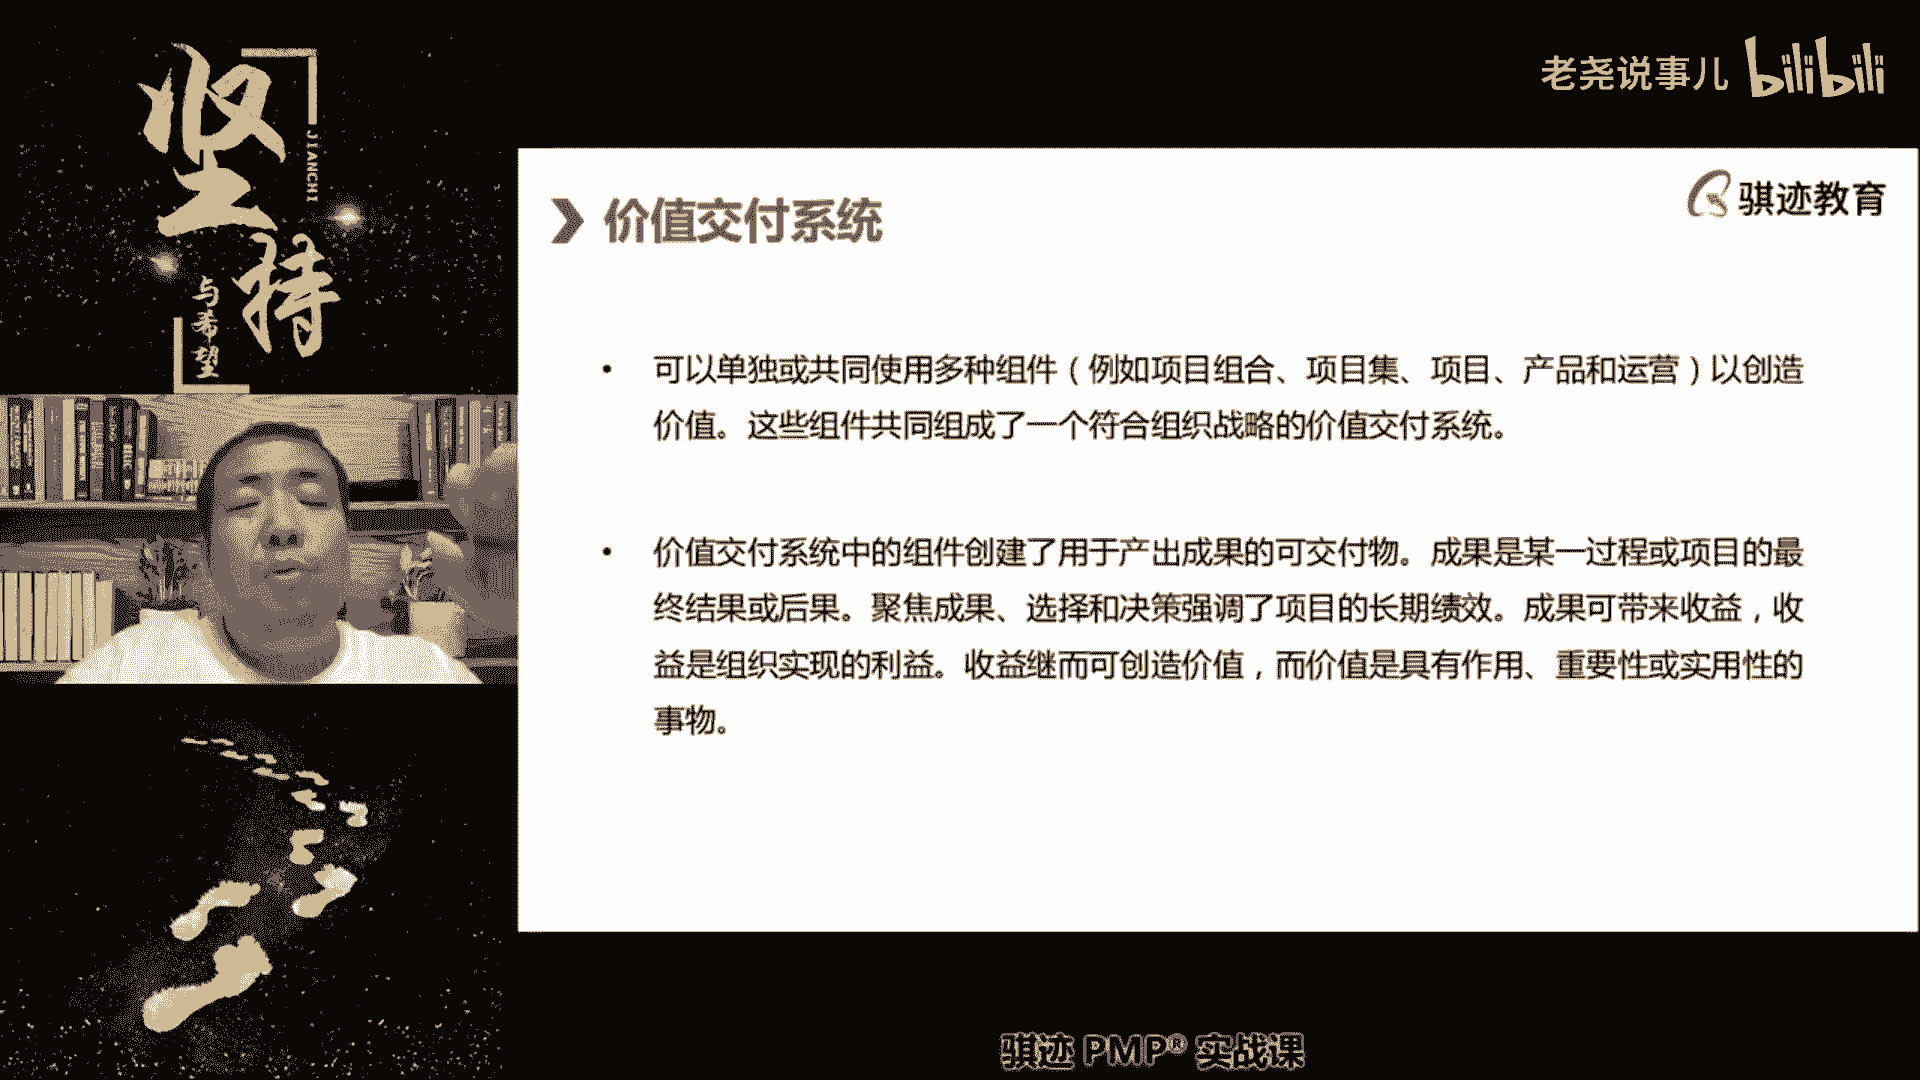 坚持
JIANCHI
与希望
老尧说事儿 bilibili
骐迹教育
价值交付系统
• 可以单独或共同使用多种组件（例如项目组合、项目集、项目、产品和运营）以创造
价值。这些组件共同组成了一个符合组织战略的价值交付系统。
• 价值交付系统中的组件创建了用于产出成果的可交付物。成果是某一过程或项目的最
终结果或后果。聚焦成果、选择和决策强调了项目的长期绩效。成果可带来收益，收
益是组织实现的利益。收益继而可创造价值，而价值是具有作用、重要性或实用性的
事物。
骐迹 PMP® 实战课